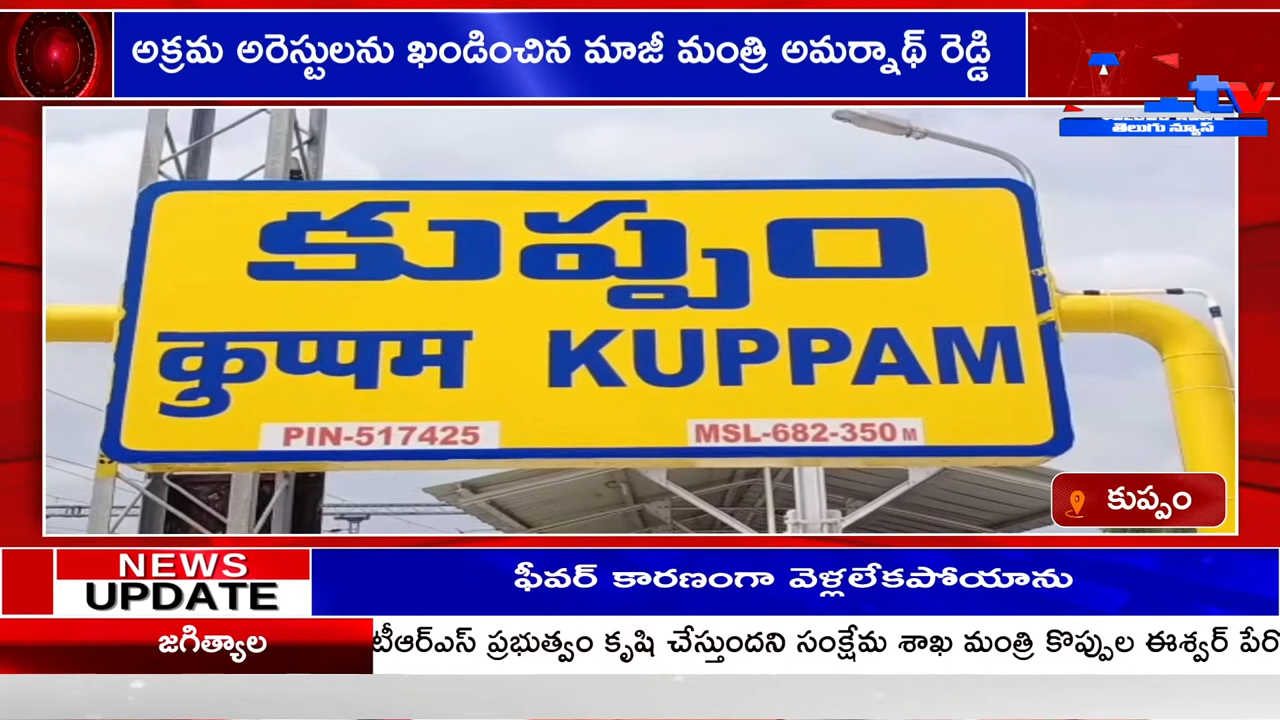 అక్రమ అరెస్టులను ఖండించిన మాజీ మంత్రి అమర్నాథ్ రెడ్డి
tv
తెలుగు న్యూస్
కుప్పం
कुप्पम KUPPAM
PIN-517425 MSL-682-350 M
కుప్పం
NEWS
UPDATE
ఫీవర్ కారణంగా వెళ్లలేకపోయాను
జగిత్యాల
టీఆర్ఎస్ ప్రభుత్వం కృషి చేస్తుందని సంక్షేమ శాఖ మంత్రి కొప్పుల ఈశ్వర్